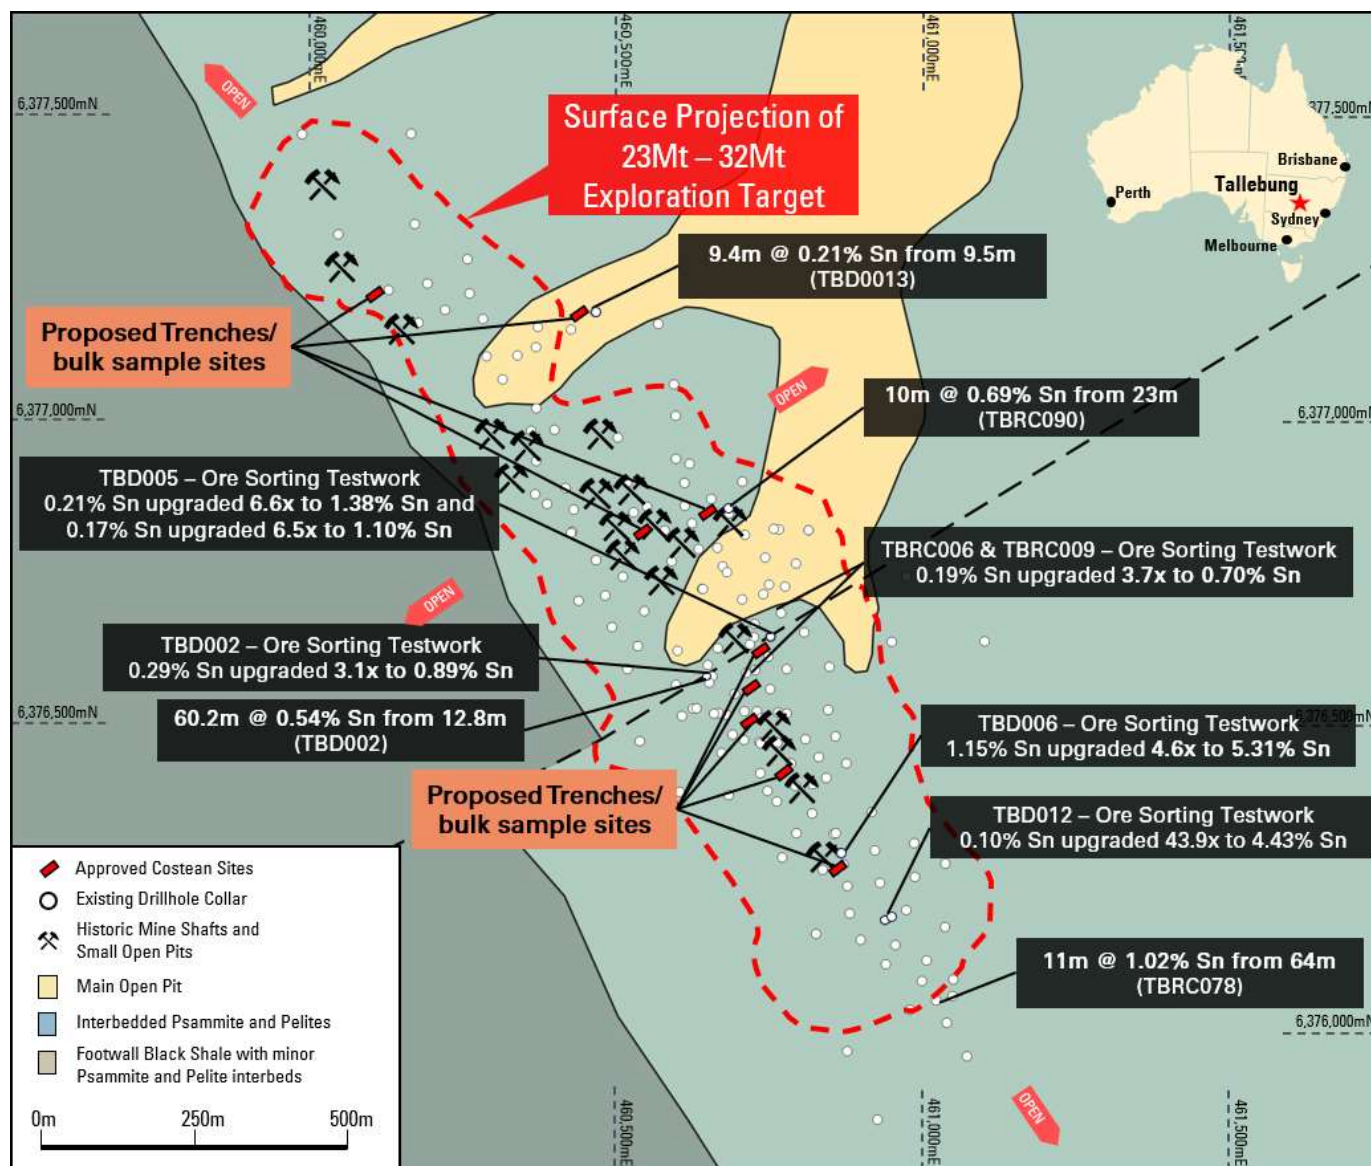 460,000mE
460,500mE
461,000mE
461,500mE
6,377,500mN
377,500mN
OPEN
Surface Projection of
23Mt – 32Mt
Exploration Target
Brisbane
Perth
Tallebung
Sydney
Melbourne
9.4m @ 0.21% Sn from 9.5m
(TBD0013)
Proposed Trenches/
bulk sample sites
OPEN
10m @ 0.69% Sn from 23m
(TBRC090)
6,377,000mN
6,377,000mN
TBD005 – Ore Sorting Testwork
0.21% Sn upgraded 6.6x to 1.38% Sn and
0.17% Sn upgraded 6.5x to 1.10% Sn
TBRC006 & TBRC009 – Ore Sorting Testwork
0.19% Sn upgraded 3.7x to 0.70% Sn
OPEN
TBD002 – Ore Sorting Testwork
0.29% Sn upgraded 3.1x to 0.89% Sn
60.2m @ 0.54% Sn from 12.8m
(TBD002)
6,376,500mN
6,376,500mN
TBD006 – Ore Sorting Testwork
1.15% Sn upgraded 4.6x to 5.31% Sn
Proposed Trenches/
bulk sample sites
TBD012 – Ore Sorting Testwork
0.10% Sn upgraded 43.9x to 4.43% Sn
11m @ 1.02% Sn from 64m
(TBRC078)
6,376,000mN
OPEN
460,500mE
461,000mE
461,500mE
Approved Costean Sites
Existing Drillhole Collar
Historic Mine Shafts and
Small Open Pits
Main Open Pit
Interbedded Psammite and Pelites
Footwall Black Shale with minor
Psammite and Pelite interbeds
0m 250m 500m